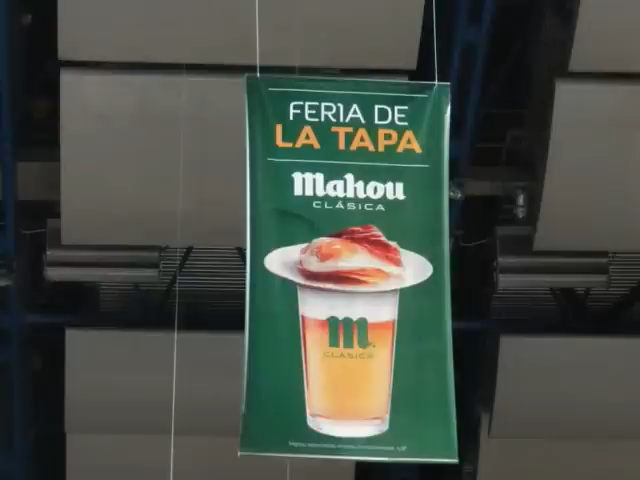 FERIA DE
LA TAPA
Mahou
CLÁSICA
m
CLÁSICA